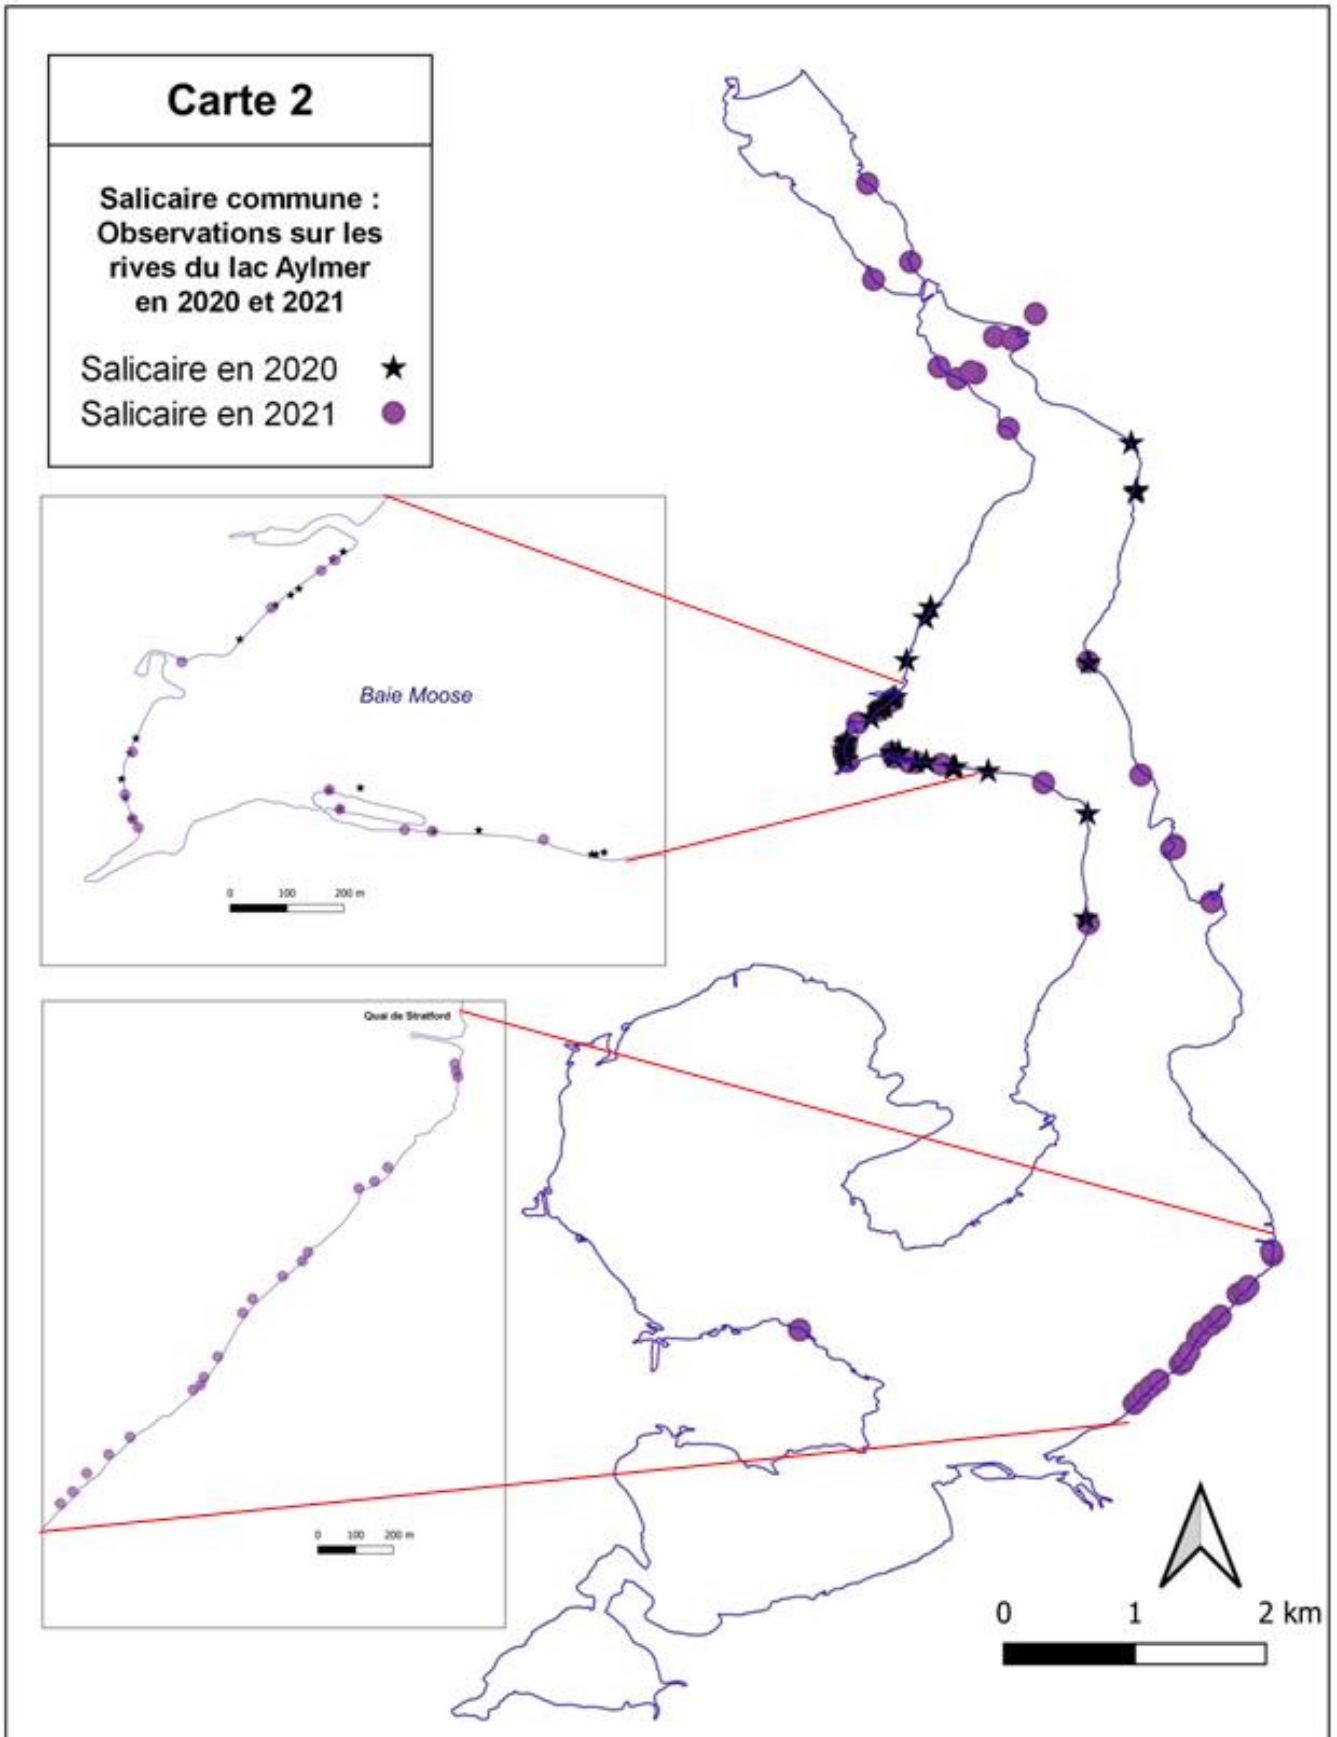 Carte 2
Salicaire commune :
Observations sur les
rives du lac Aylmer
en 2020 et 2021
Salicaire en 2020
Salicaire en 2021
Baie Moose
0 100 200 m
Quai de Stratford
0 100 200 m
0 1 2 km